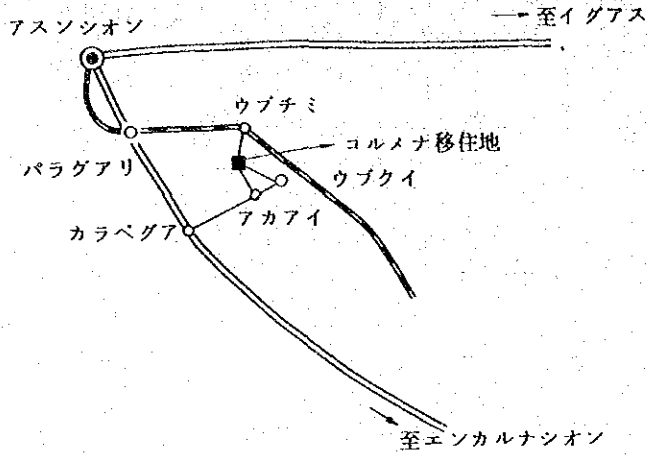 →至イグアス
アスンシオン
ウブチミ
コルメナ移住地
パラグアリ
ウブクイ
アカアイ
カラペグア
至エンカルナシオン